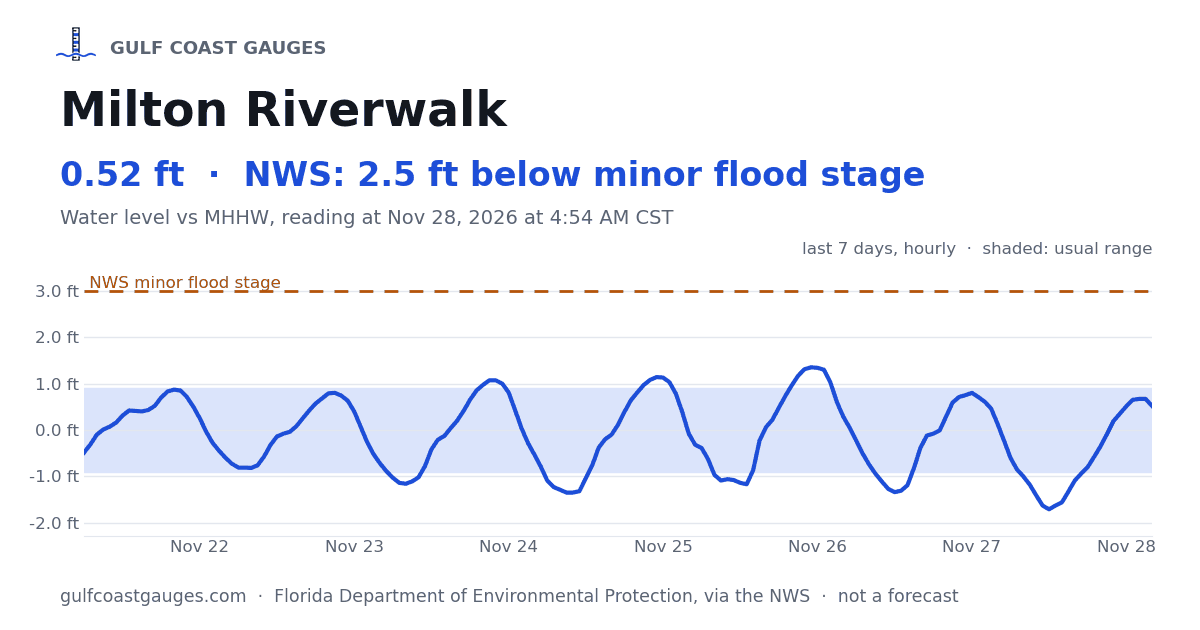 GULF COAST GAUGES
Milton Riverwalk
0.52 ft · NWS: 2.5 ft below minor flood stage
Water level vs MHHW, reading at Nov 28, 2026 at 4:54 AM CST
last 7 days, hourly · shaded: usual range
NWS minor flood stage
3.0 ft
2.0 ft
1.0 ft
0.0 ft
-1.0 ft
-2.0 ft
Nov 22 Nov 23 Nov 24 Nov 25 Nov 26 Nov 27 Nov 28
gulfcoastgauges.com · Florida Department of Environmental Protection, via the NWS · not a forecast